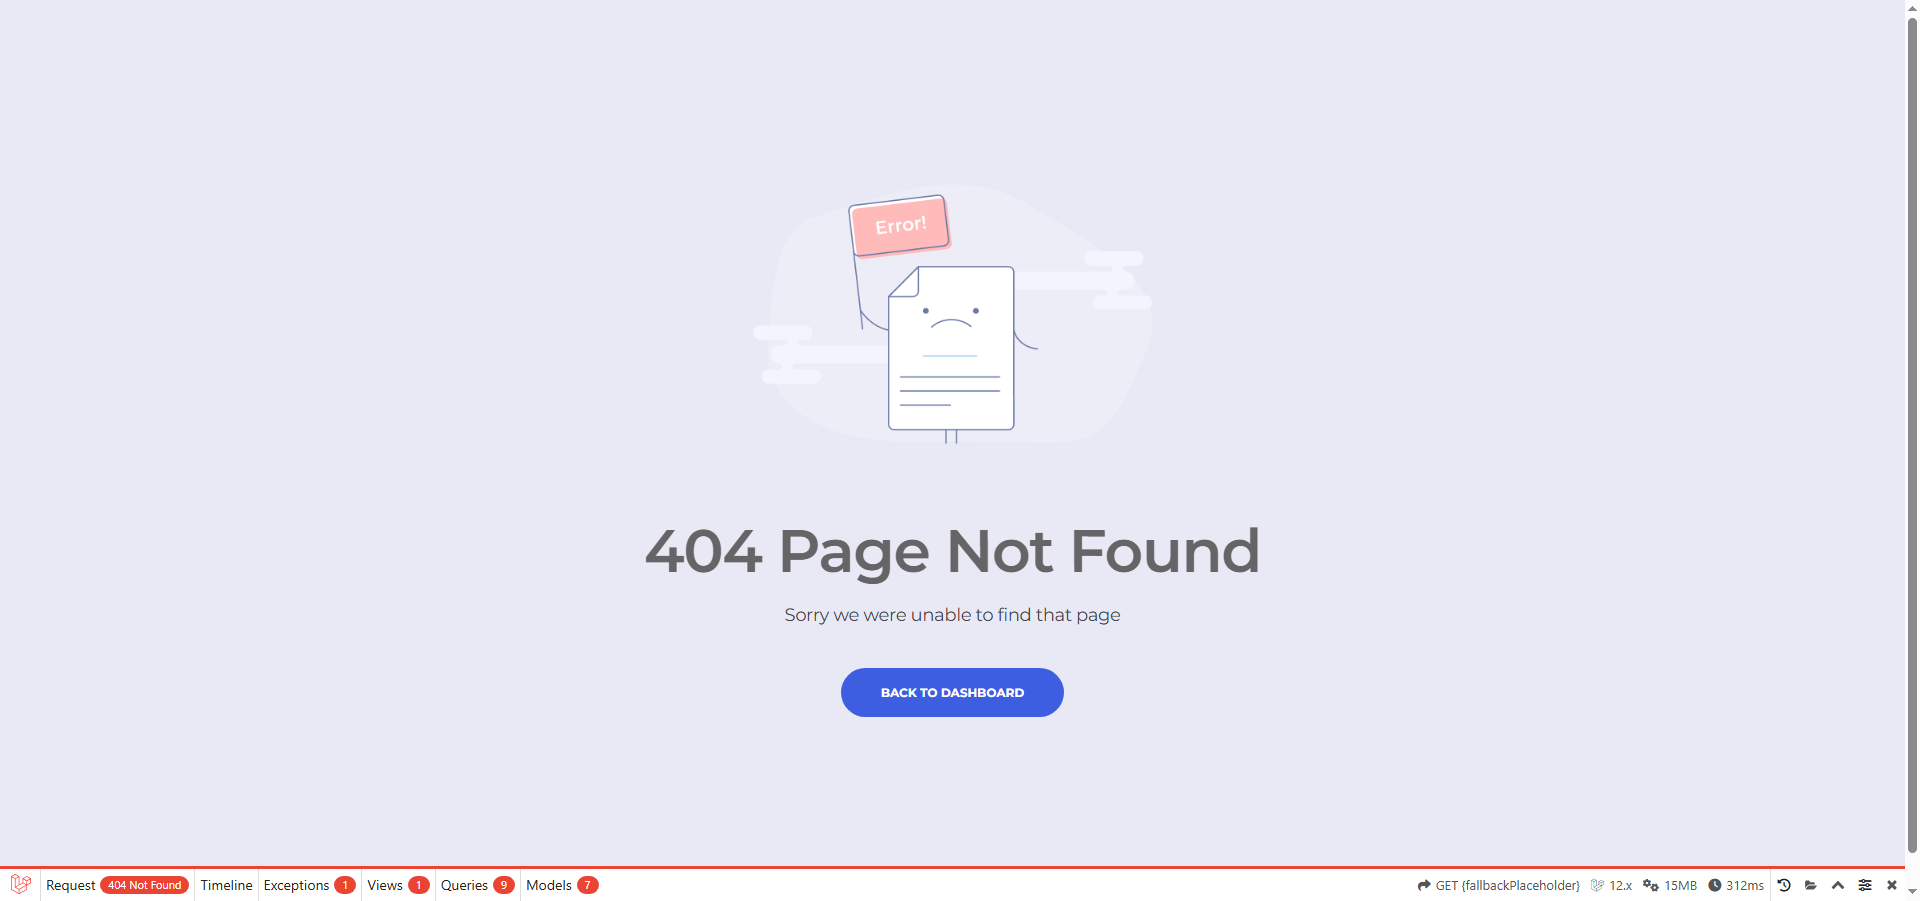 Error!
404 Page Not Found
Sorry we were unable to find that page
BACK TO DASHBOARD
Request 404 Not Found Timeline Exceptions 1 Views 1 Queries 9 Models 7 GET {fallbackPlaceholder} 12.x 15MB 312ms